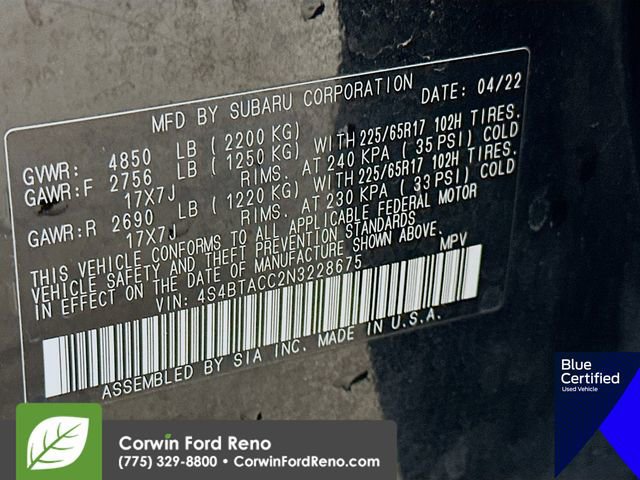 MFD BY SUBARU CORPORATION DATE: 04/22
GVWR: 4850 LB ( 2200 KG)
GAWR:F 2756 LB ( 1250 KG) WITH 225/65R17 102H TIRES.
17X7J RIMS. AT 240 KPA ( 35 PSI) COLD
GAWR:R 2690 LB ( 1220 KG) WITH 225/65R17 102H TIRES.
17X7J RIMS. AT 230 KPA ( 33 PSI) COLD
THIS VEHICLE CONFORMS TO ALL APPLICABLE FEDERAL MOTOR
VEHICLE SAFETY AND THEFT PREVENTION STANDARDS
IN EFFECT ON THE DATE OF MANUFACTURE SHOWN ABOVE.
VIN: 4S4BTACC2N3228675 MPV
ASSEMBLED BY SIA INC. MADE IN U.S.A.
Blue
Certified
Used Vehicle
Corwin Ford Reno
(775) 329-8800 • CorwinFordReno.com